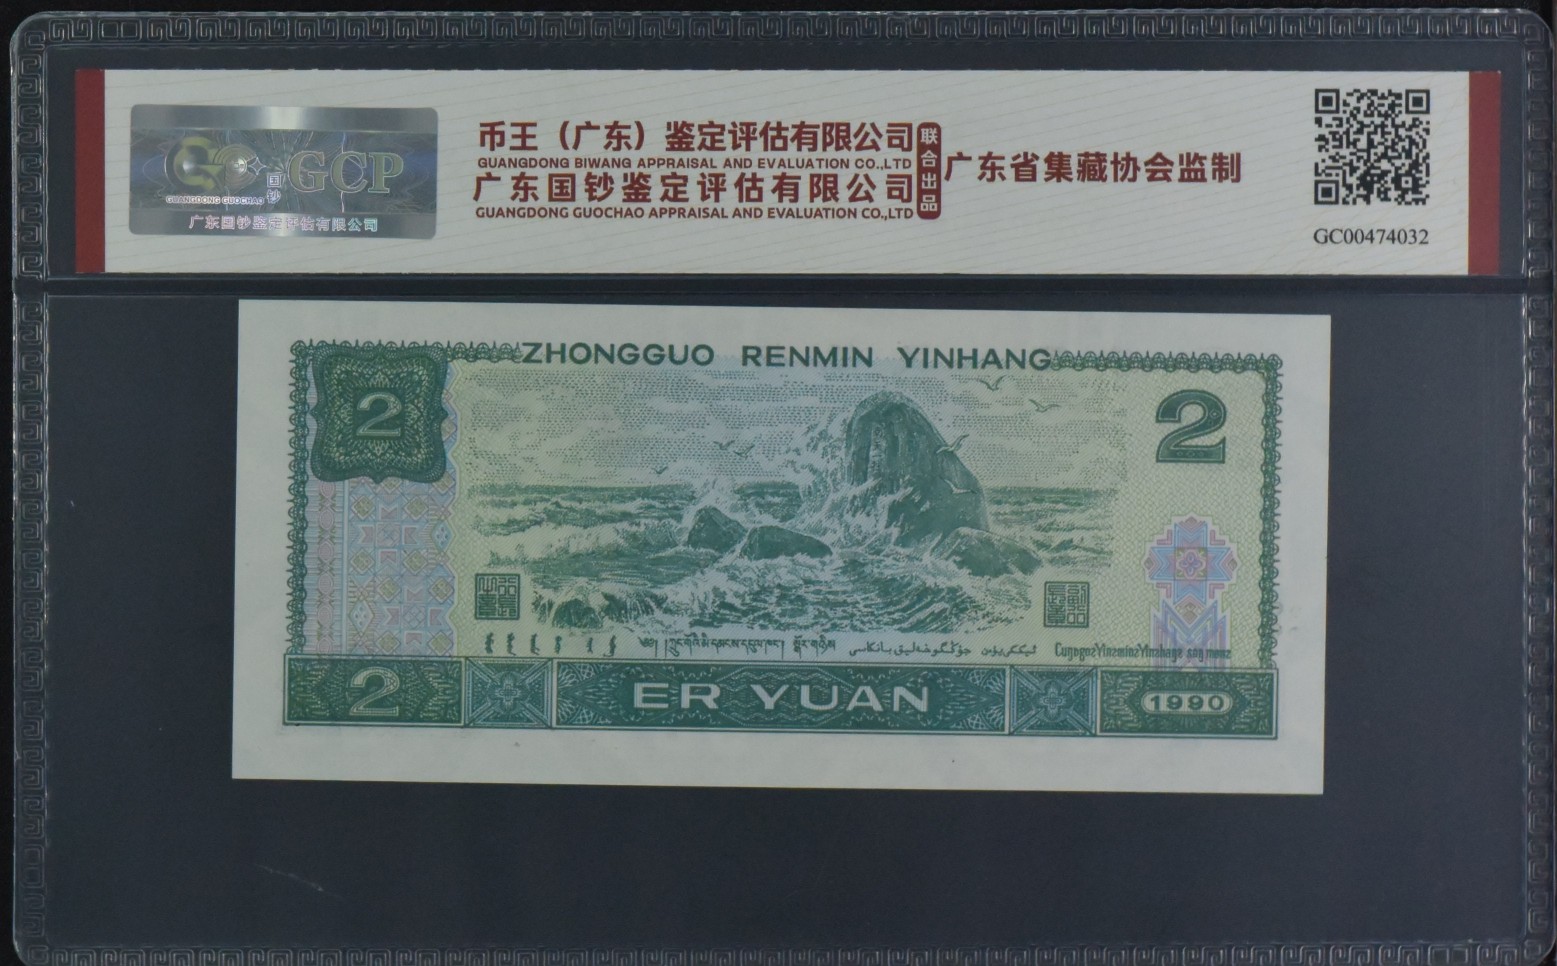 GCP
国
钞
GUANGDONG GUOCHAO
广东国钞鉴定评估有限公司
币王（广东）鉴定评估有限公司
GUANGDONG BIWANG APPRAISAL AND EVALUATION CO.,LTD
广东国钞鉴定评估有限公司
GUANGDONG GUOCHAO APPRAISAL AND EVALUATION CO.,LTD
联合出品
广东省集藏协会监制
GC00474032
ZHONGGUO RENMIN YINHANG
2
2
2
ER YUAN
1990